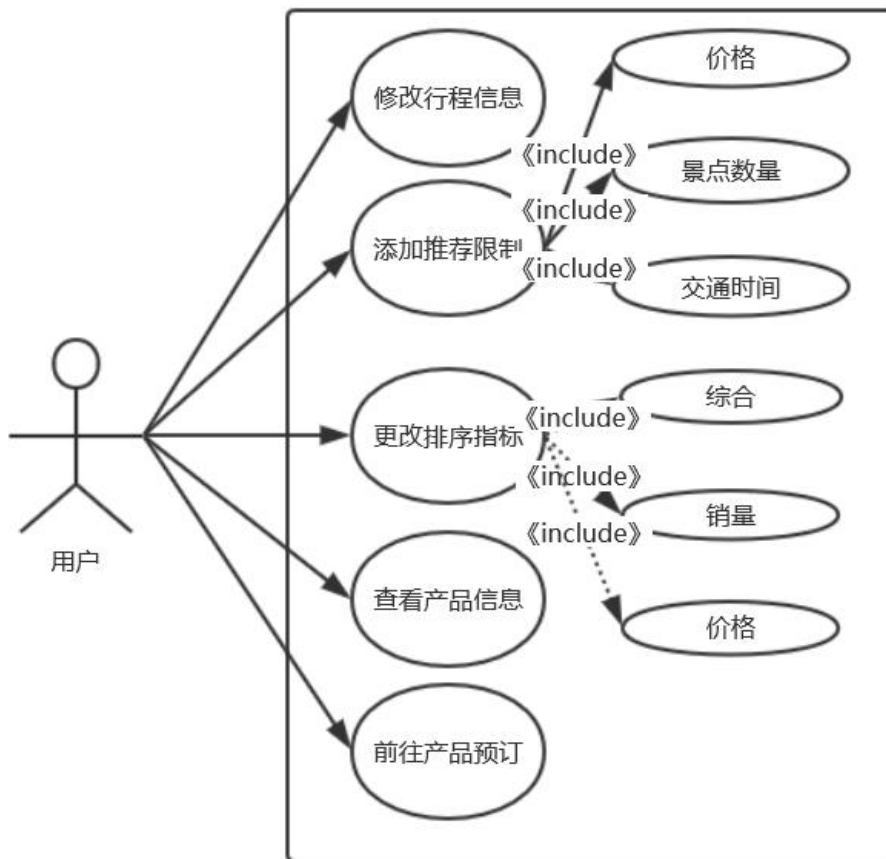 修改行程信息
价格
《include》
景点数量
《include》
添加推荐限制
《include》
交通时间
综合
《include》
更改排序指标
《include》
销量
《include》
用户
查看产品信息
价格
前往产品预订